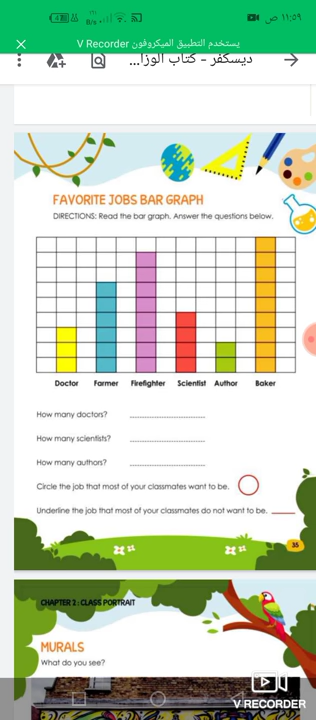 ١١:٥٩ ص
يستخدم التطبيق الميكروفون V Recorder
ديسكفر - كتاب الوزا...
FAVORITE JOBS BAR GRAPH
DIRECTIONS: Read the bar graph. Answer the questions below.
Doctor Farmer Firefighter Scientist Author Baker
How many doctors?
How many scientists?
How many authors?
Circle the job that most of your classmates want to be.
Underline the job that most of your classmates do not want to be.
35
CHAPTER 2 : CLASS PORTRAIT
MURALS
What do you see?
V RECORDER